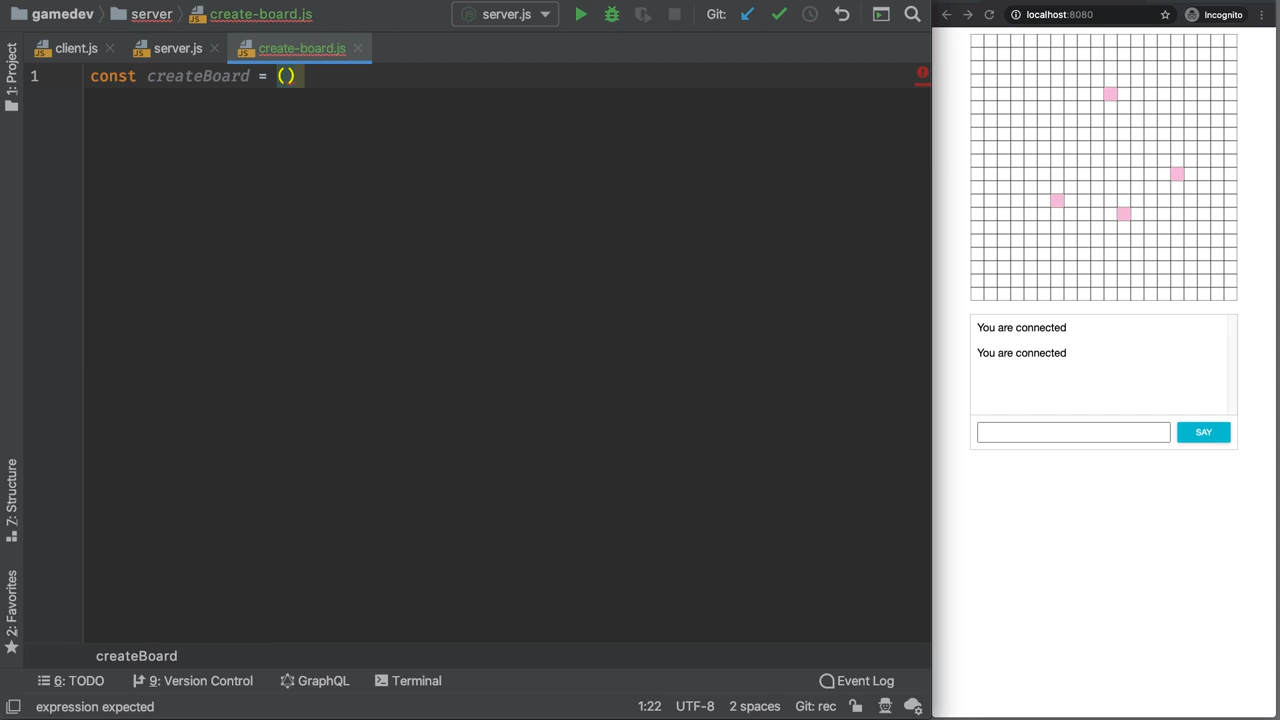 gamedev server create-board.js server.js Git:
client.js server.js create-board.js
1 const createBoard = ()
1: Project
7: Structure
2: Favorites
createBoard
6: TODO 9: Version Control GraphQL Terminal Event Log
expression expected 1:22 UTF-8 2 spaces Git: rec
localhost:8080 Incognito
You are connected
You are connected
SAY